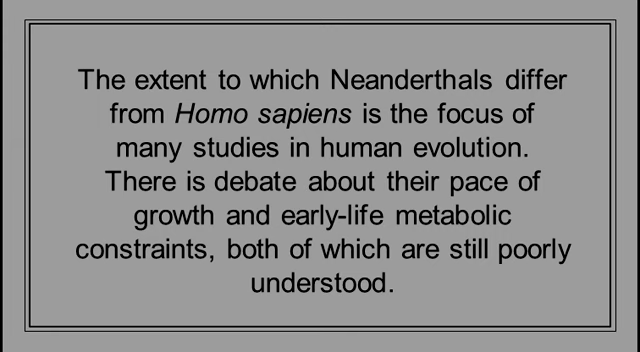 The extent to which Neanderthals differ
from Homo sapiens is the focus of
many studies in human evolution.
There is debate about their pace of
growth and early-life metabolic
constraints, both of which are still poorly
understood.